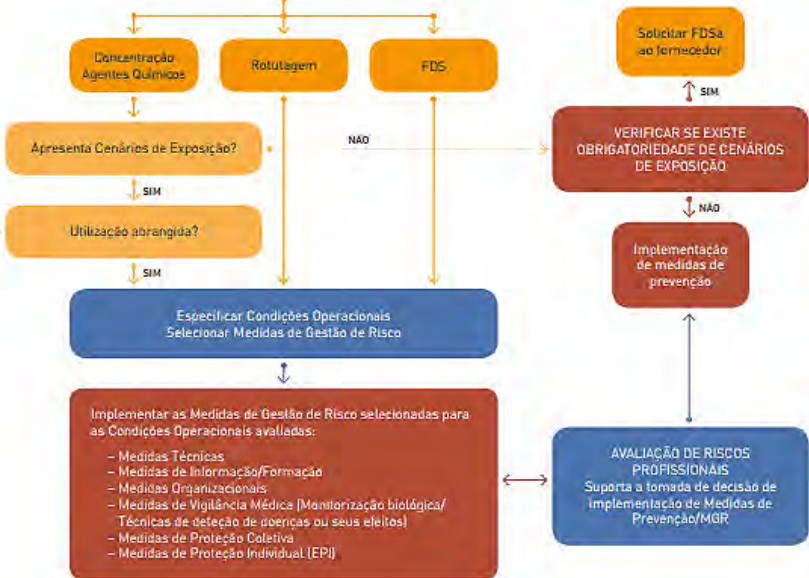 Concentração
Agentes Químicos
Rotulagem
FDS
Solicitar FDSa
ao fornecedor
SIM
Apresenta Cenários de Exposição?
NÃO
VERIFICAR SE EXISTE
OBRIGATORIEDADE DE CENÁRIOS
DE EXPOSIÇÃO
SIM
NÃO
Utilização abrangida?
SIM
Implementação
de medidas de
prevenção
Especificar Condições Operacionais
Selecionar Medidas de Gestão de Risco
Implementar as Medidas de Gestão de Risco selecionadas para
as Condições Operacionais avaliadas:
– Medidas Técnicas
– Medidas de Informação/Formação
– Medidas Organizacionais
– Medidas de Vigilância Médica (Monitorização biológica/
Técnicas de deteção de doenças ou seus efeitos)
– Medidas de Proteção Coletiva
– Medidas de Proteção Individual (EPI)
AVALIAÇÃO DE RISCOS
PROFISSIONAIS
Suporta a tomada de decisão de
implementação de Medidas de
Prevenção/MGR